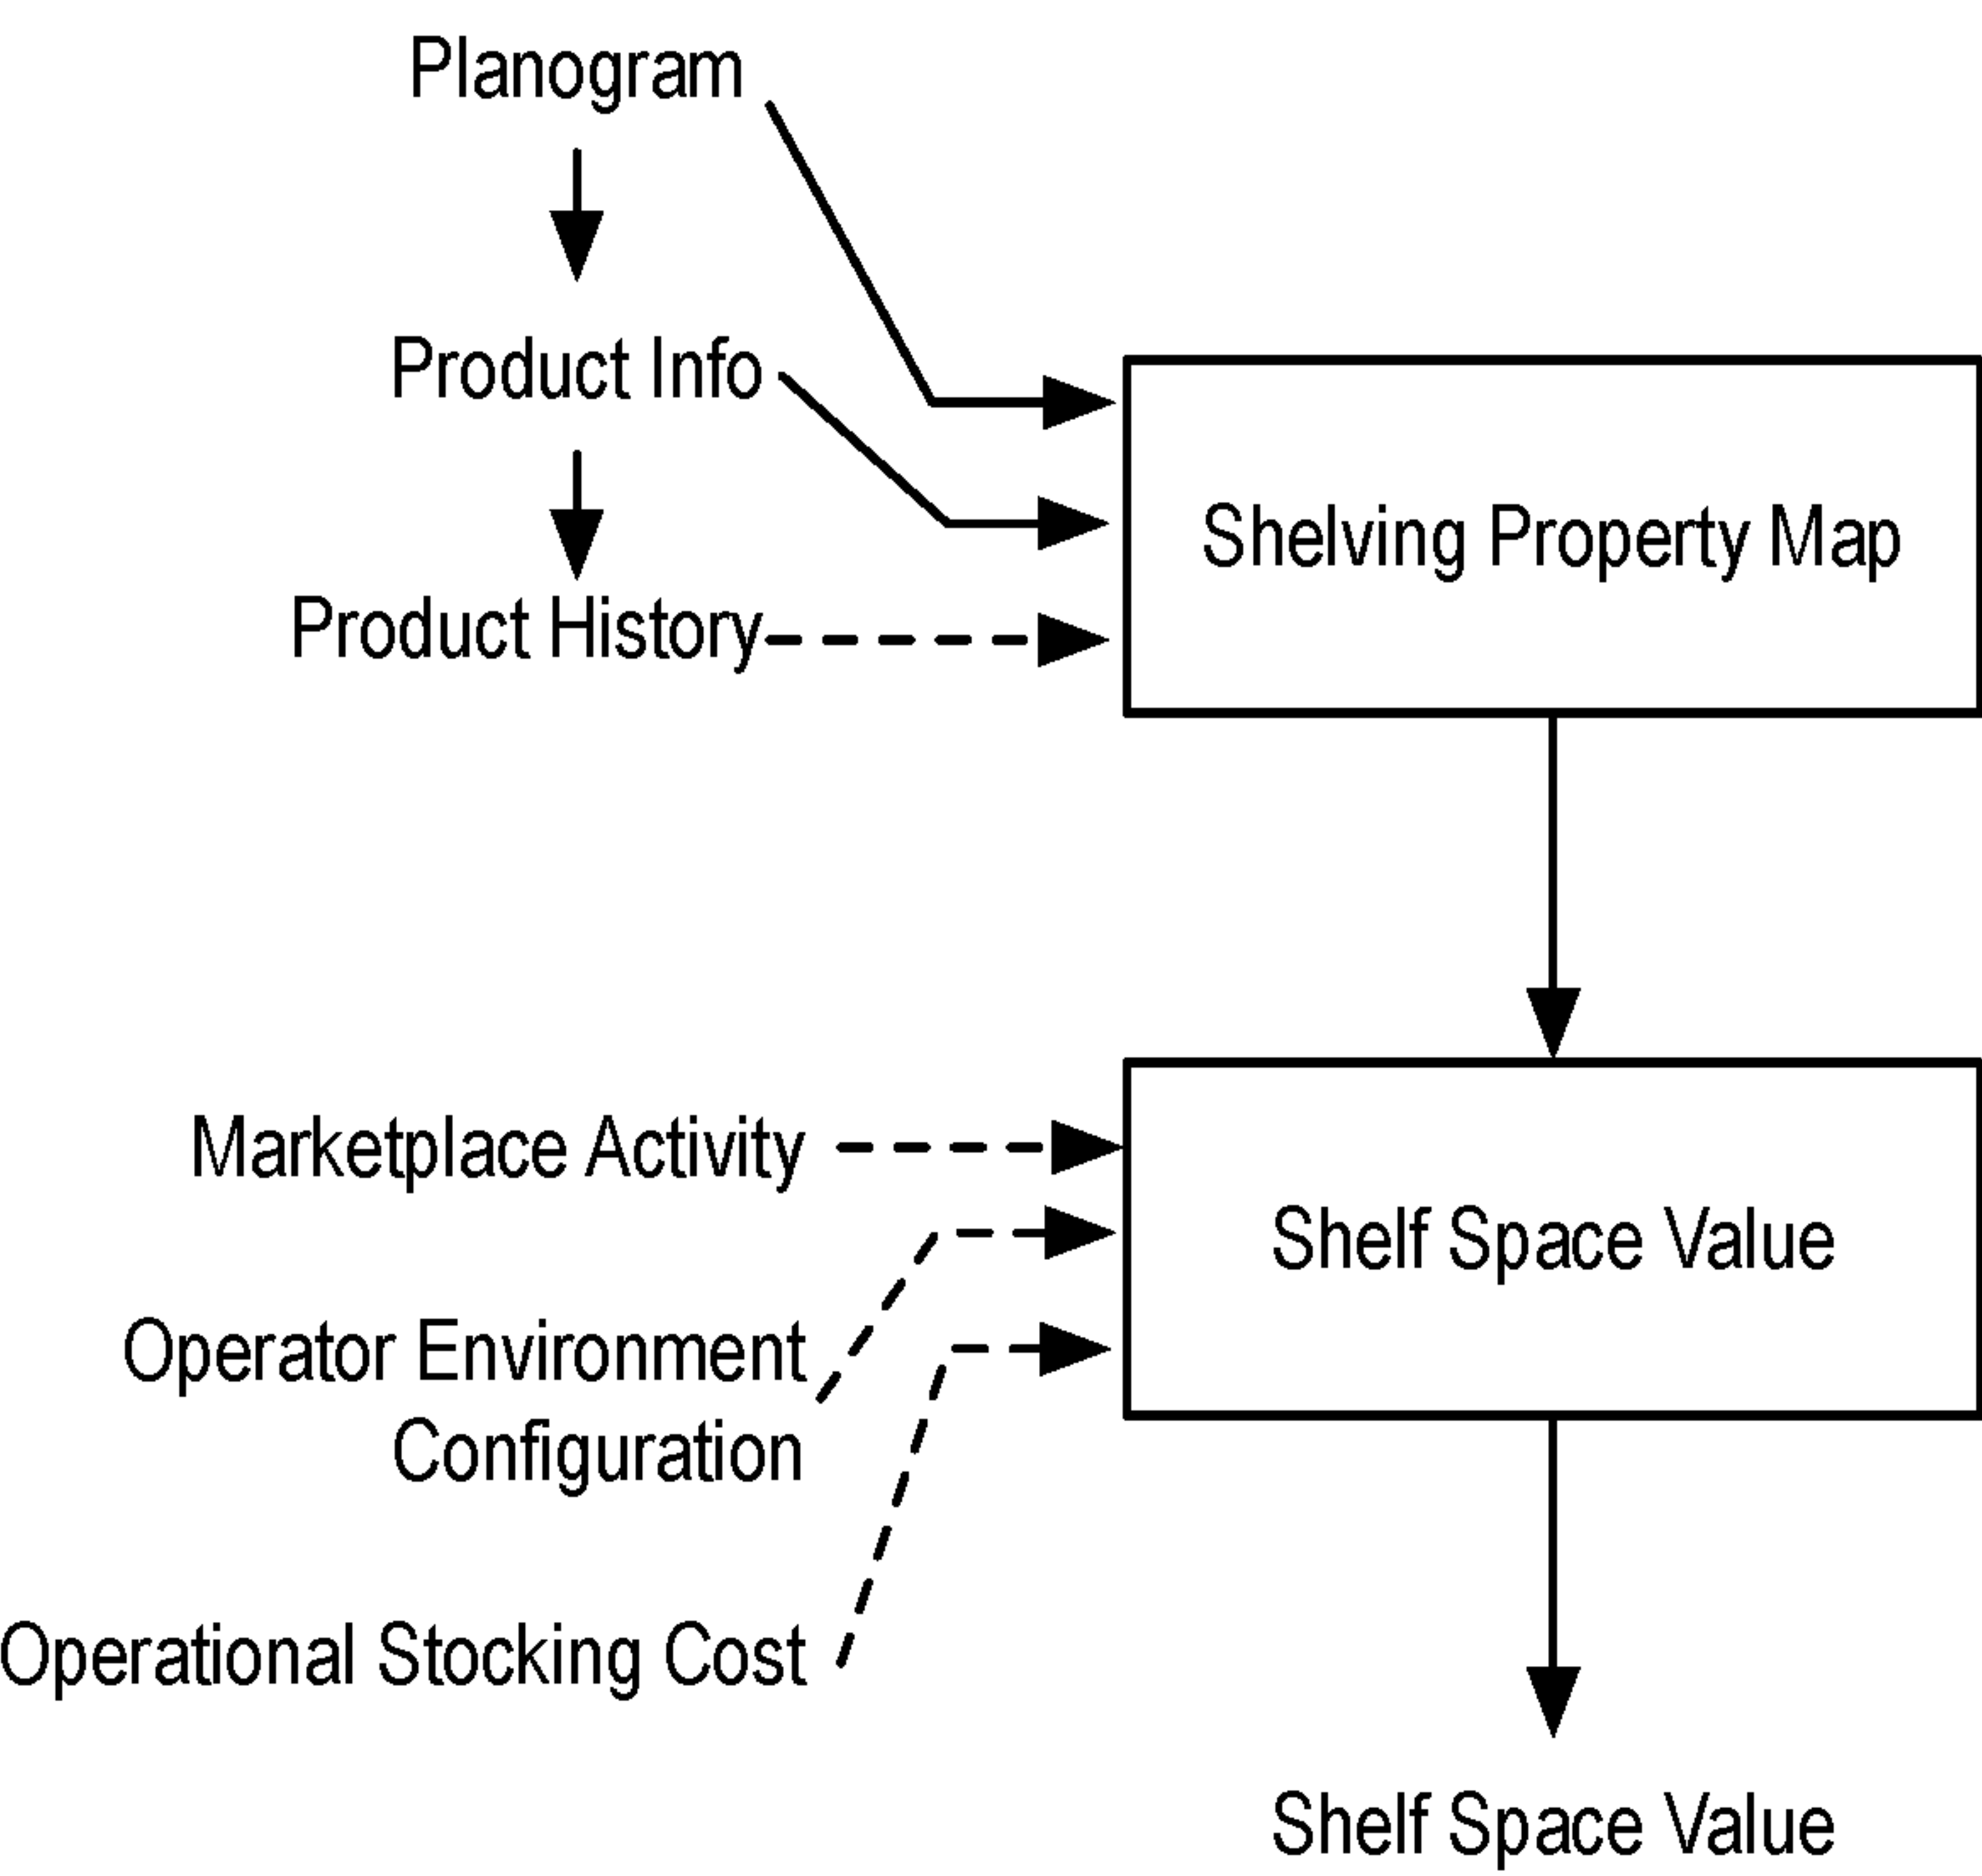 Planogram
Product Info
Product History
Shelving Property Map
Marketplace Activity
Operator Environment
Configuration
Operational Stocking Cost
Shelf Space Value
Shelf Space Value